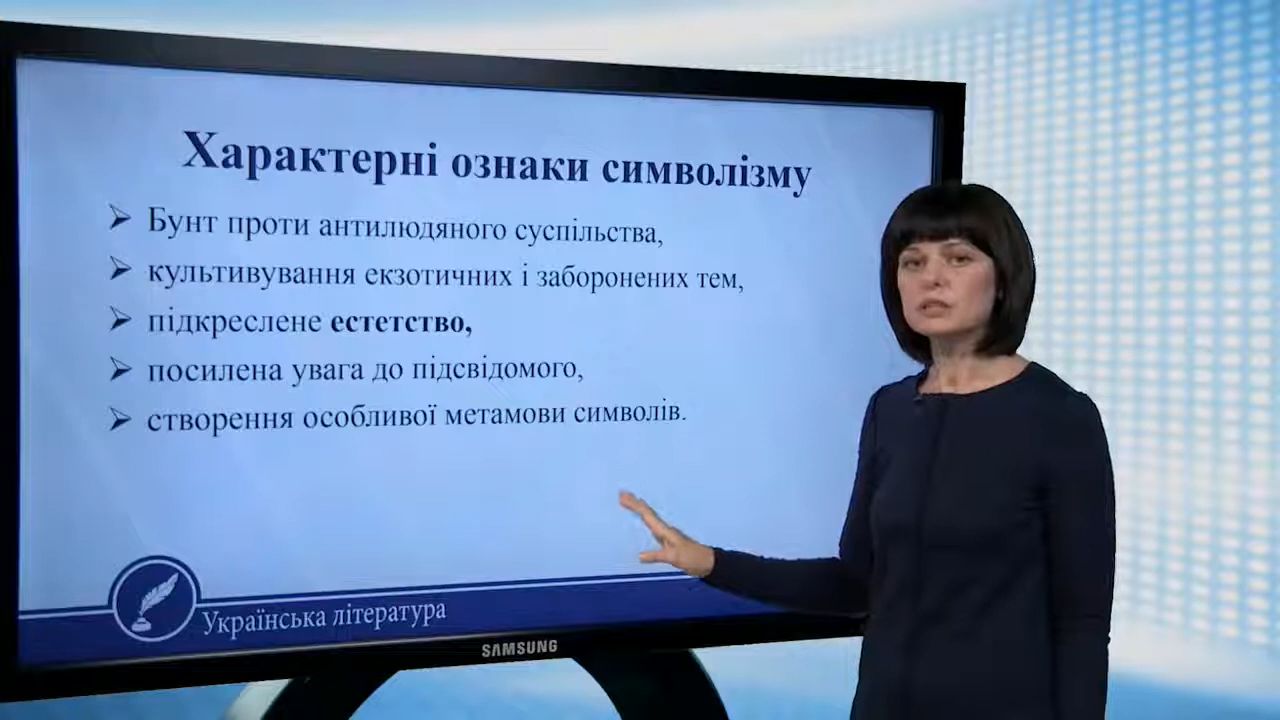 Характерні ознаки символізму
Бунт проти антилюдяного суспільства,
культивування екзотичних і заборонених тем,
підкреслене естетство,
посилена увага до підсвідомого,
створення особливої метамови символів.
Українська література
SAMSUNG